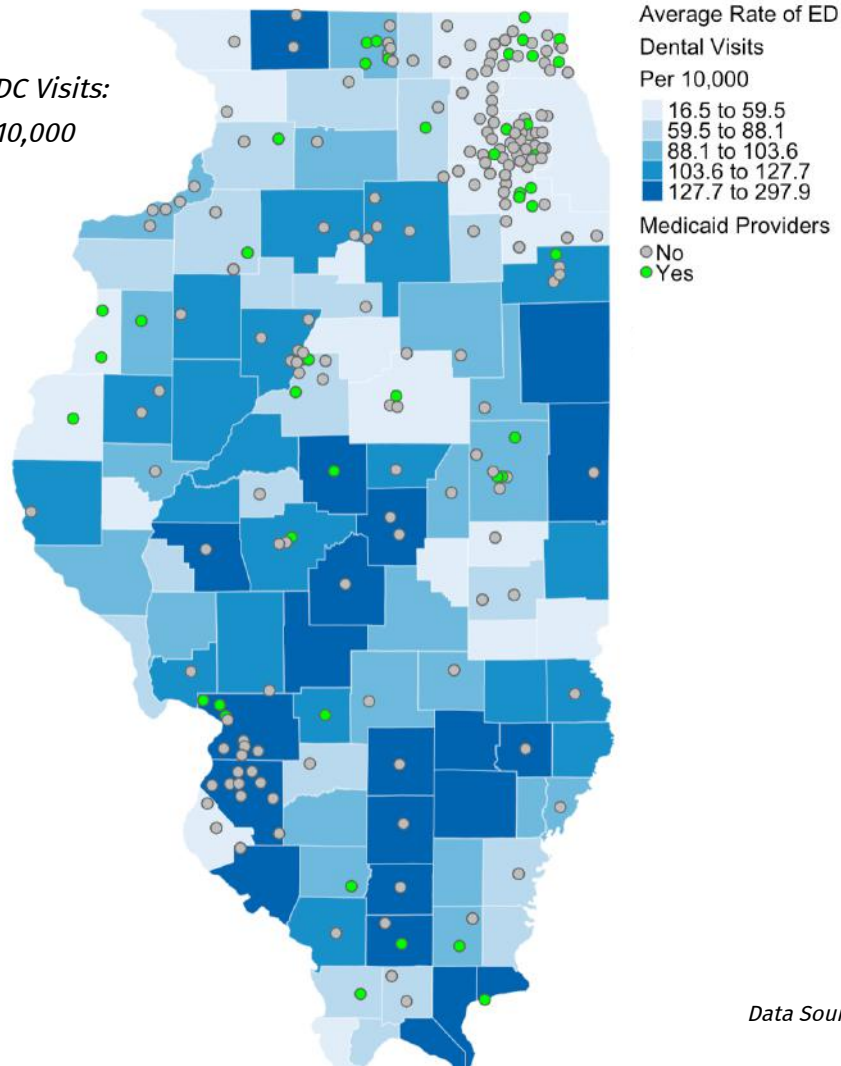 DC Visits:
10,000
Average Rate of ED
Dental Visits
Per 10,000
16.5 to 59.5
59.5 to 88.1
88.1 to 103.6
103.6 to 127.7
127.7 to 297.9
Medicaid Providers
No
Yes
Data Sour